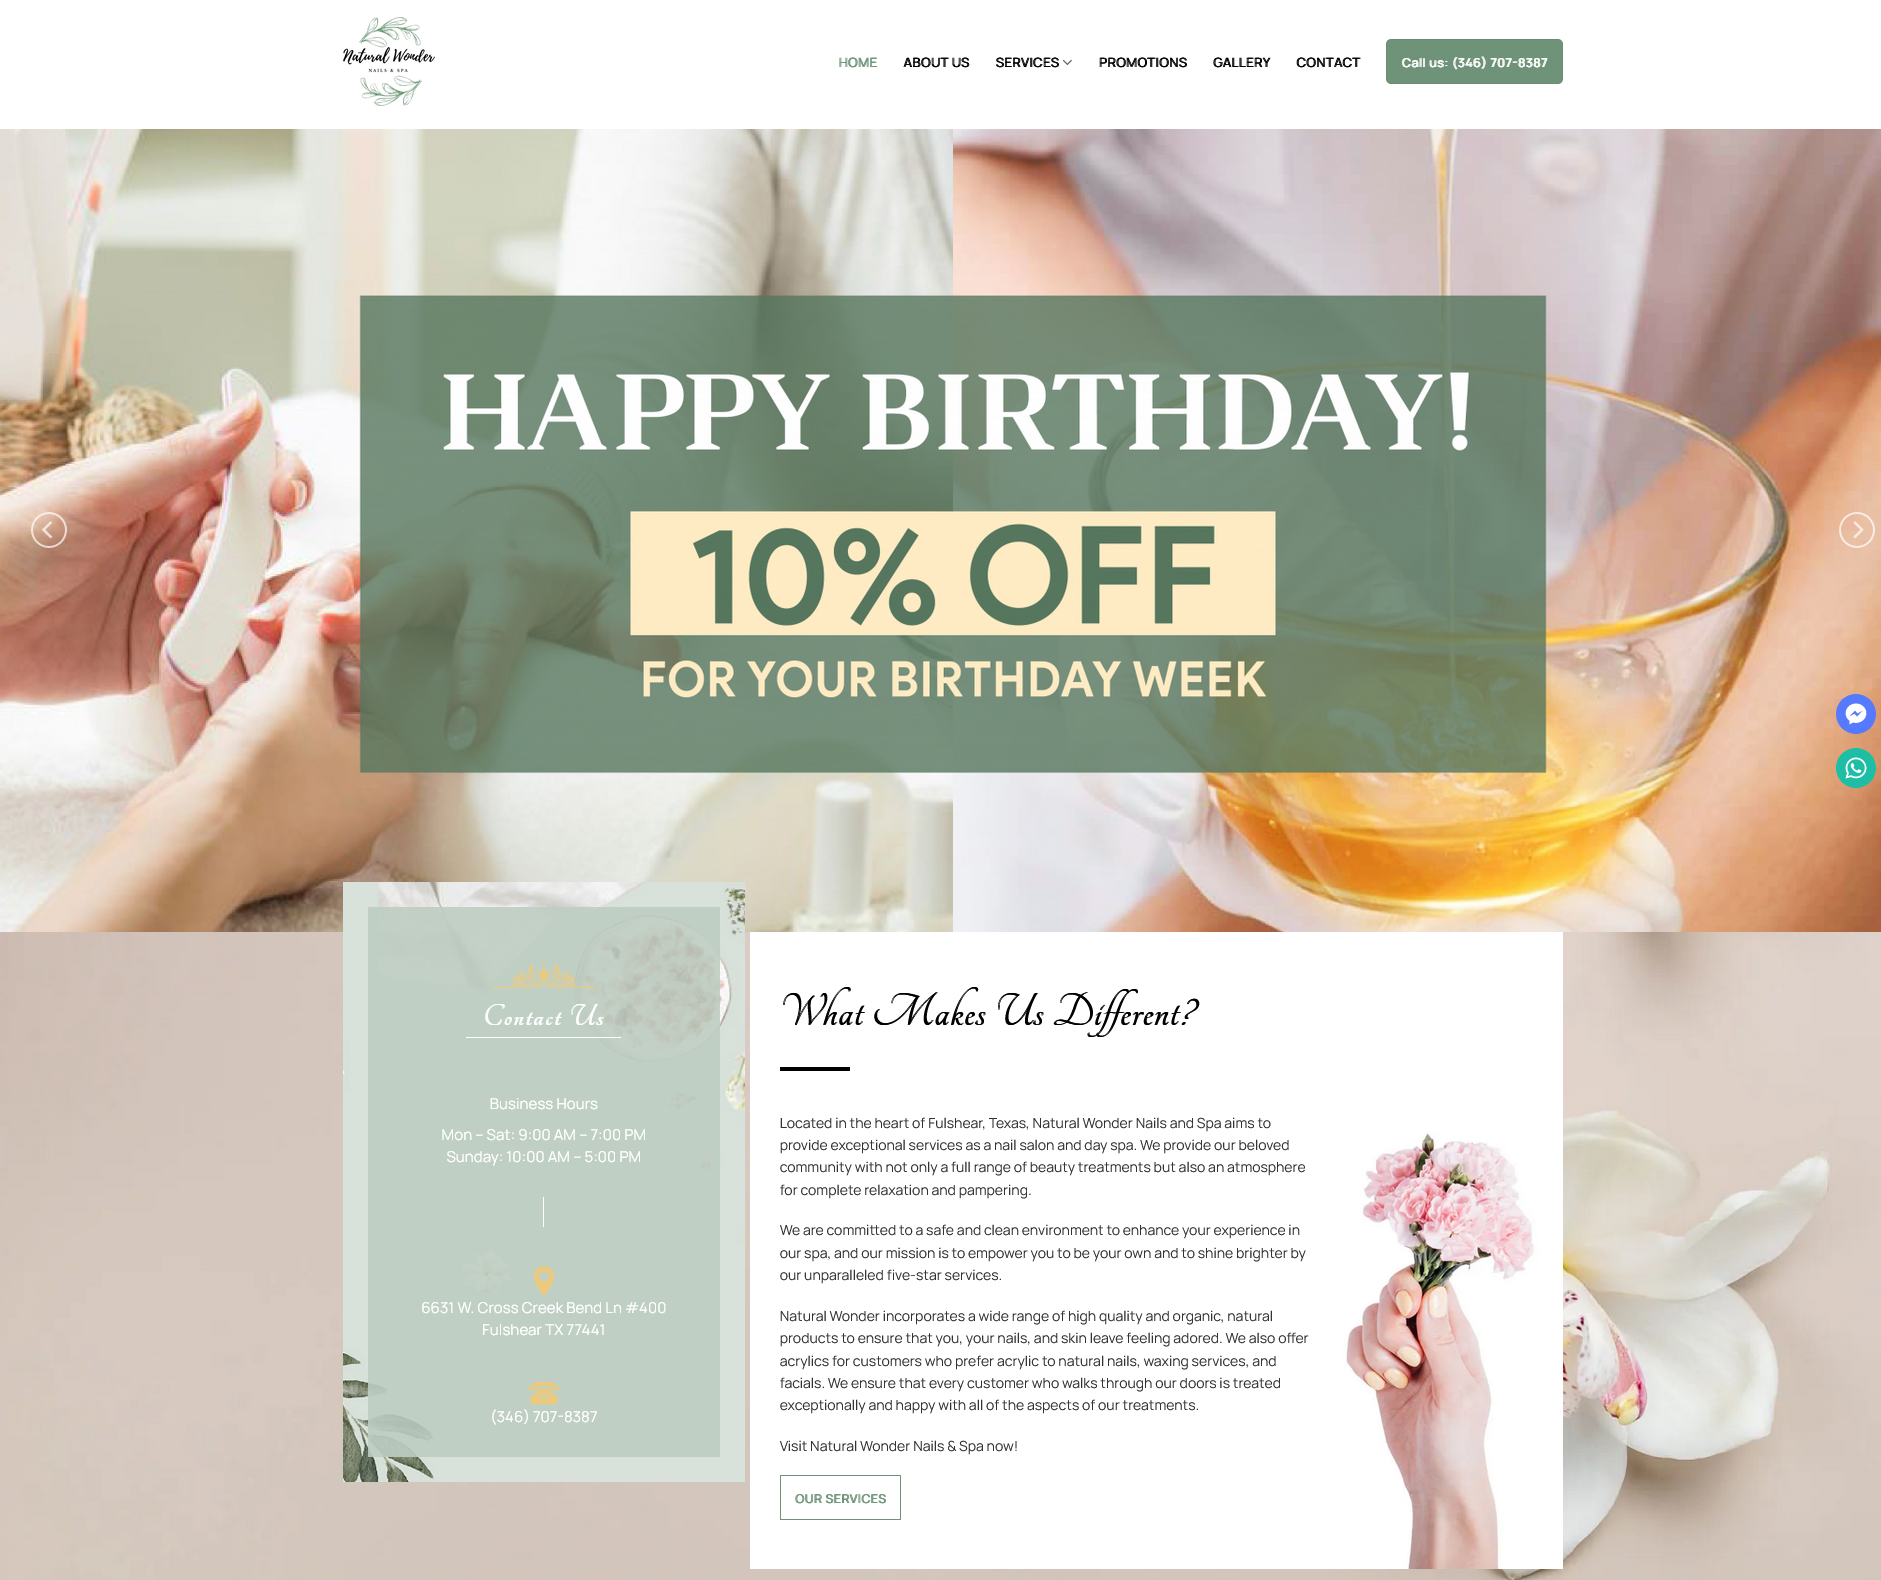 Natural Wonder
NAILS & SPA
HOME
ABOUT US
SERVICES
PROMOTIONS
GALLERY
CONTACT
Call us: (346) 707-8387
HAPPY BIRTHDAY!
10% OFF
FOR YOUR BIRTHDAY WEEK
Contact Us
Business Hours
Mon – Sat: 9:00 AM – 7:00 PM
Sunday: 10:00 AM – 5:00 PM
6631 W. Cross Creek Bend Ln #400
Fulshear TX 77441
(346) 707-8387
What Makes Us Different?
Located in the heart of Fulshear, Texas, Natural Wonder Nails and Spa aims to
provide exceptional services as a nail salon and day spa. We provide our beloved
community with not only a full range of beauty treatments but also an atmosphere
for complete relaxation and pampering.
We are committed to a safe and clean environment to enhance your experience in
our spa, and our mission is to empower you to be your own and to shine brighter by
our unparalleled five-star services.
Natural Wonder incorporates a wide range of high quality and organic, natural
products to ensure that you, your nails, and skin leave feeling adored. We also offer
acrylics for customers who prefer acrylic to natural nails, waxing services, and
facials. We ensure that every customer who walks through our doors is treated
exceptionally and happy with all of the aspects of our treatments.
Visit Natural Wonder Nails & Spa now!
OUR SERVICES